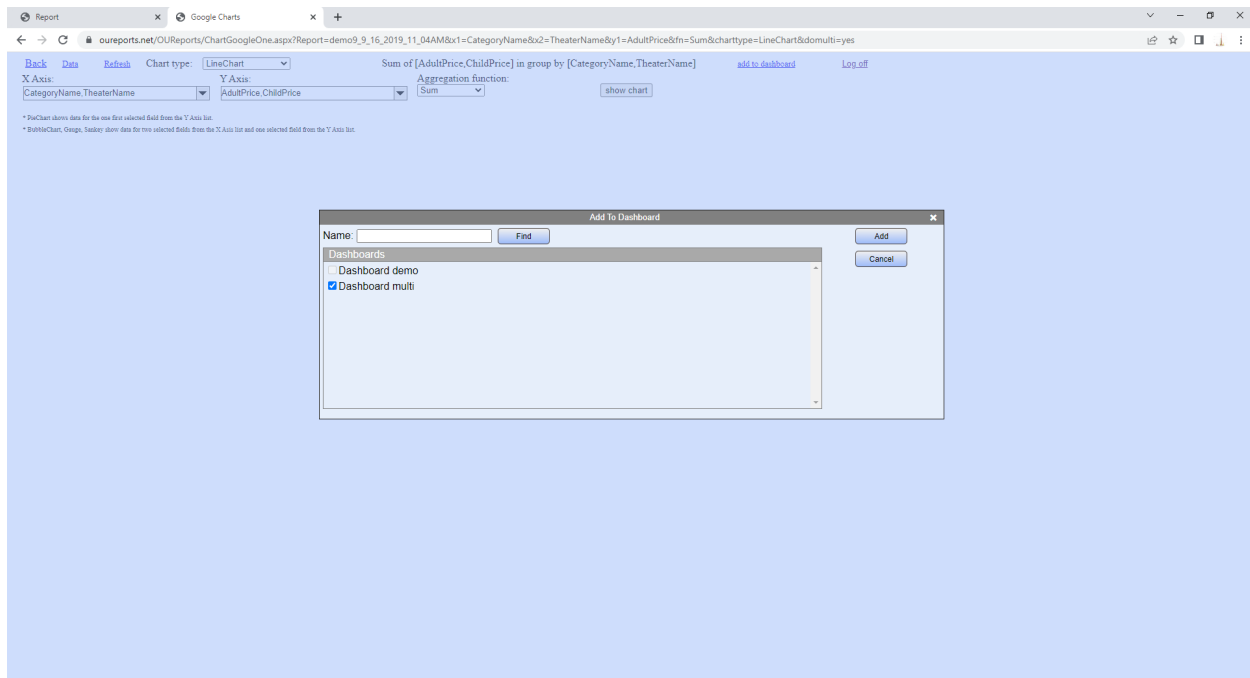 Report
Google Charts
oureports.net/OUReports/ChartGoogleOne.aspx?Report=demo9_9_16_2019_11_04AM&x1=CategoryName&x2=TheaterName&y1=AdultPrice&fn=Sum&charttype=LineChart&domulti=yes
Back Data Refresh Chart type: LineChart Sum of [AdultPrice,ChildPrice] in group by [CategoryName,TheaterName] add to dashboard Log off
X Axis: Y Axis: Aggregation function:
CategoryName,TheaterName AdultPrice,ChildPrice Sum show chart
* PieChart shows data for the one first selected field from the Y Axis list.
* BubbleChart, Gauge, Sankey show data for two selected fields from the X Axis list and one selected field from the Y Axis list.
Add To Dashboard
Name: Find Add
Dashboards
Cancel
Dashboard demo
Dashboard multi